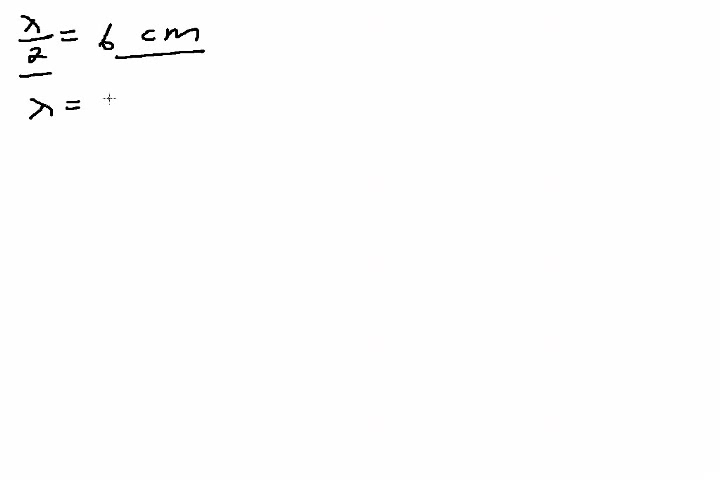 λ/2 = 6 cm
λ =